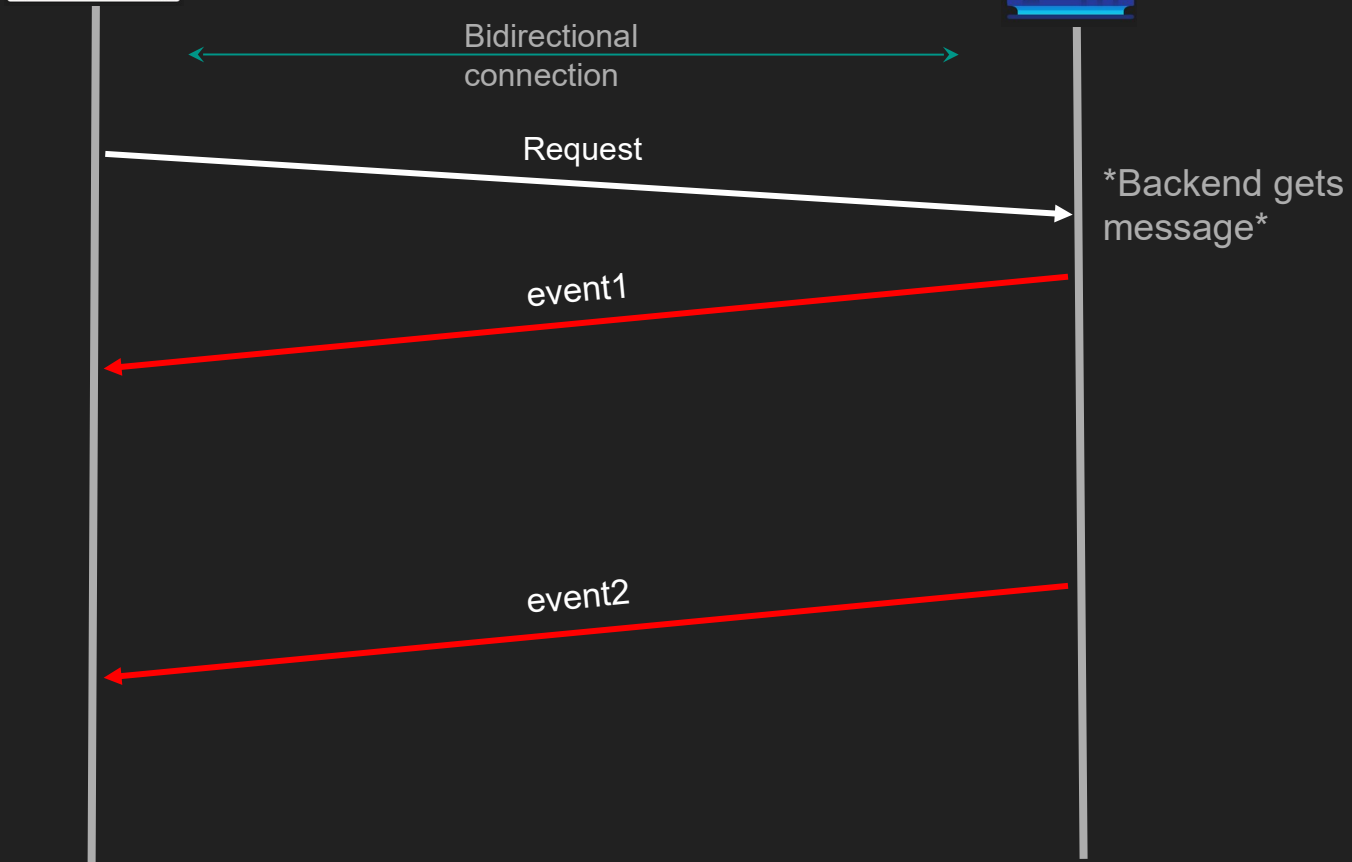 Bidirectional
connection
Request
*Backend gets
message*
event1
event2